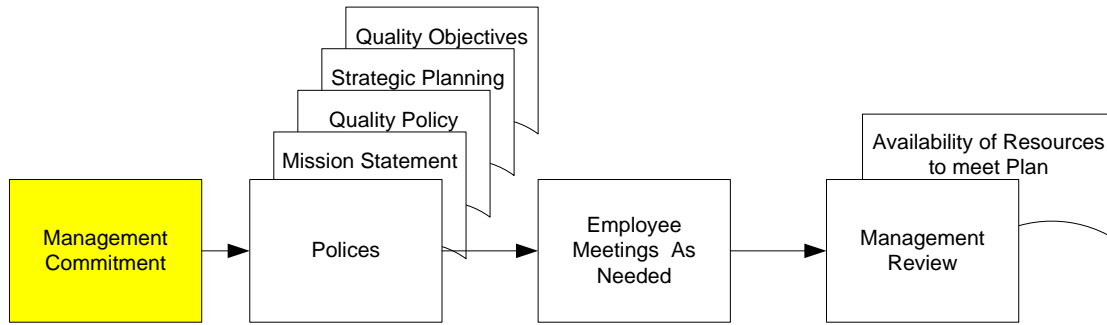 Quality Objectives
Strategic Planning
Quality Policy
Mission Statement
Availability of Resources
to meet Plan
Management
Commitment
Polices
Employee
Meetings As
Needed
Management
Review